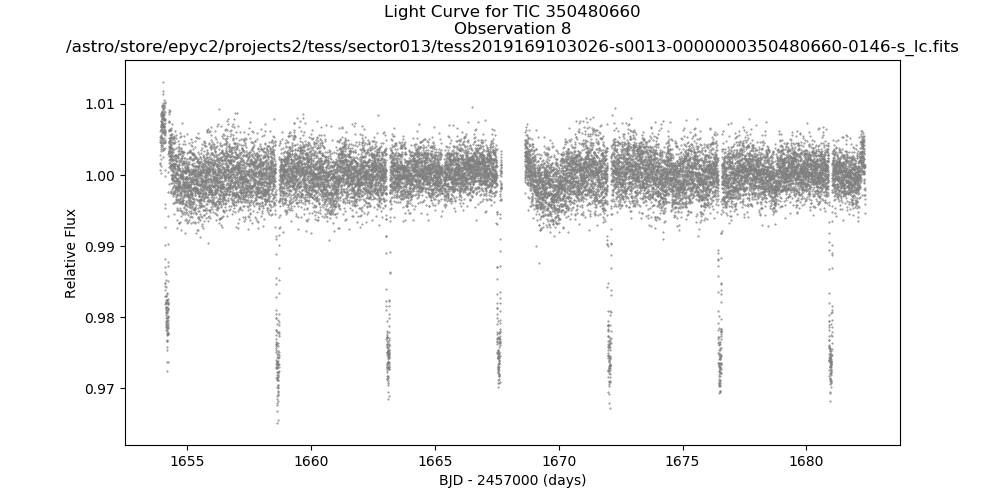 Light Curve for TIC 350480660
Observation 8
/astro/store/epyc2/projects2/tess/sector013/tess2019169103026-s0013-0000000350480660-0146-s_lc.fits
1.01
1.00
0.99
0.98
0.97
Relative Flux
1655 1660 1665 1670 1675 1680
BJD - 2457000 (days)